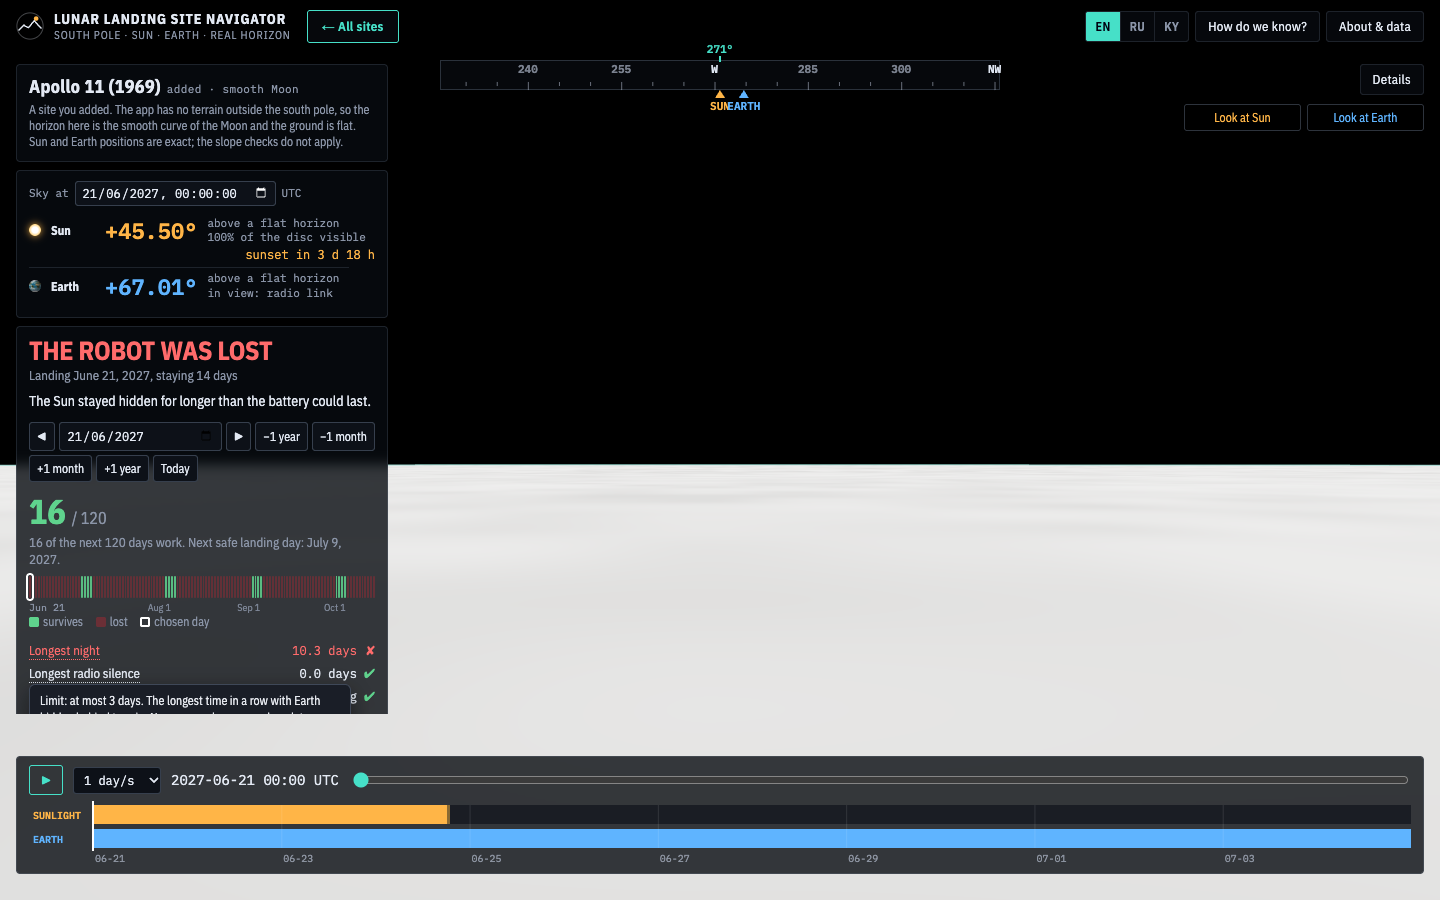 LUNAR LANDING SITE NAVIGATOR
SOUTH POLE · SUN · EARTH · REAL HORIZON
← All sites
EN RU KY
How do we know?
About & data
271°
240 255 W 285 300 NW
SUN EARTH
Details
Look at Sun
Look at Earth
Apollo 11 (1969) added · smooth Moon
A site you added. The app has no terrain outside the south pole, so the
horizon here is the smooth curve of the Moon and the ground is flat.
Sun and Earth positions are exact; the slope checks do not apply.
Sky at 21/06/2027, 00:00:00 UTC
Sun +45.50° above a flat horizon
100% of the disc visible
sunset in 3 d 18 h
Earth +67.01° above a flat horizon
in view: radio link
THE ROBOT WAS LOST
Landing June 21, 2027, staying 14 days
The Sun stayed hidden for longer than the battery could last.
◀ 21/06/2027 ▶ −1 year −1 month
+1 month +1 year Today
16 / 120
16 of the next 120 days work. Next safe landing day: July 9,
2027.
Jun 21 Aug 1 Sep 1 Oct 1
survives lost chosen day
Longest night 10.3 days ✘
Longest radio silence 0.0 days ✔
g ✔
Limit: at most 3 days. The longest time in a row with Earth
▶ 1 day/s 2027-06-21 00:00 UTC
SUNLIGHT
EARTH
06-21 06-23 06-25 06-27 06-29 07-01 07-03